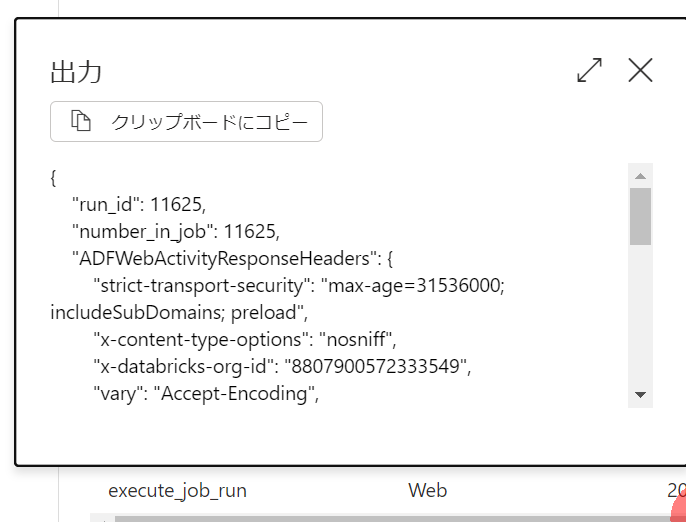 出力
クリップボードにコピー
{
"run_id": 11625,
"number_in_job": 11625,
"ADFWebActivityResponseHeaders": {
"strict-transport-security": "max-age=31536000;
includeSubDomains; preload",
"x-content-type-options": "nosniff",
"x-databricks-org-id": "8807900572333549",
"vary": "Accept-Encoding",
execute_job_run Web 20